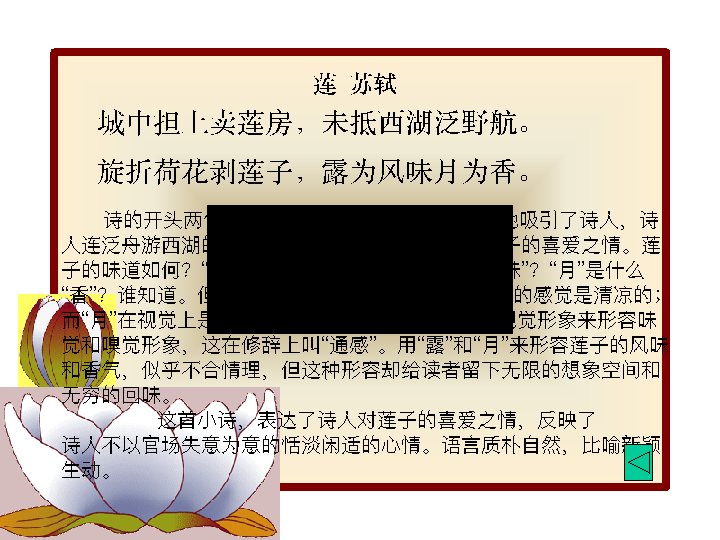 莲 苏轼
城中担上卖莲房，未抵西湖泛野航。
旋折荷花剥莲子，露为风味月为香。
诗的开头两 吸引了诗人，诗
人连泛舟游西湖的 的喜爱之情。莲
子的味道如何？“ ”？“月”是什么
“香”？谁知道。但 的感觉是清凉的；
而“月”在视觉上是 觉形象来形容味
觉和嗅觉形象，这在修辞上叫“通感”。用“露”和“月”来形容莲子的风味
和香气，似乎不合情理，但这种形容却给读者留下无限的想象空间和
无穷的回味。
这首小诗，表达了诗人对莲子的喜爱之情，反映了
诗人不以官场失意为意的恬淡闲适的心情。语言质朴自然，比喻新颖
生动。